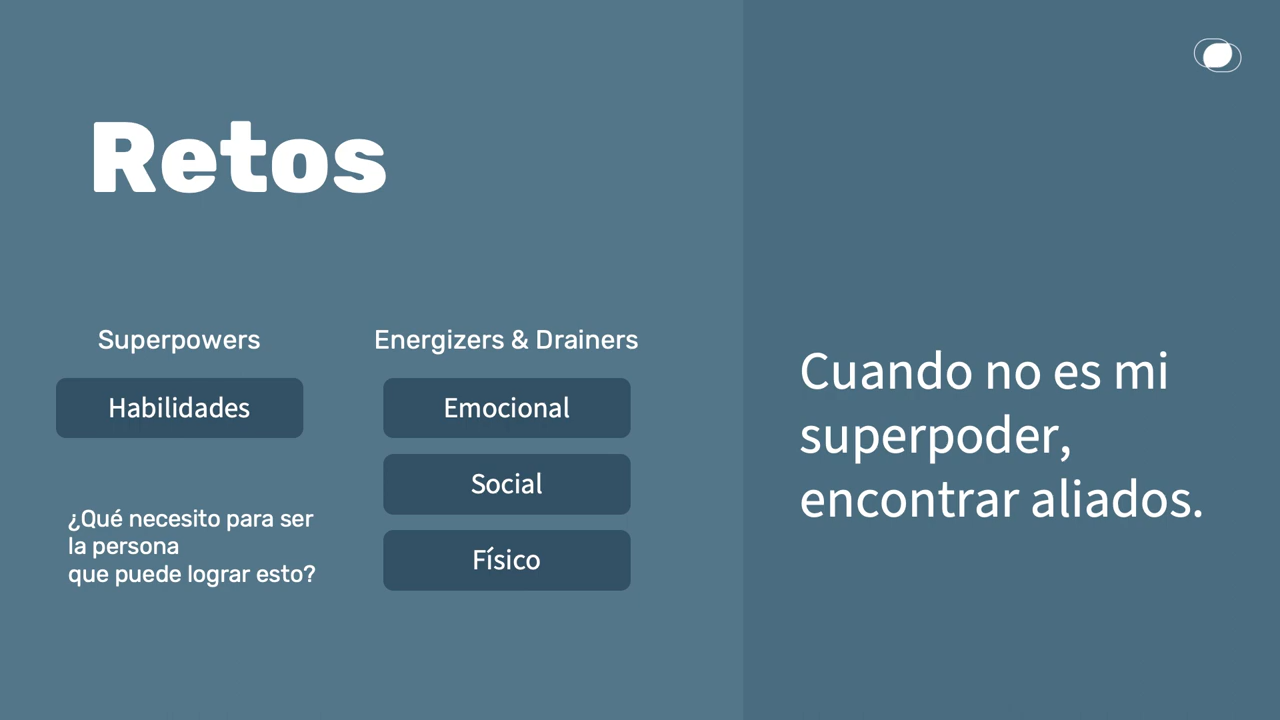 Retos
Superpowers
Habilidades
¿Qué necesito para ser
la persona
que puede lograr esto?
Energizers & Drainers
Emocional
Social
Físico
Cuando no es mi
superpoder,
encontrar aliados.